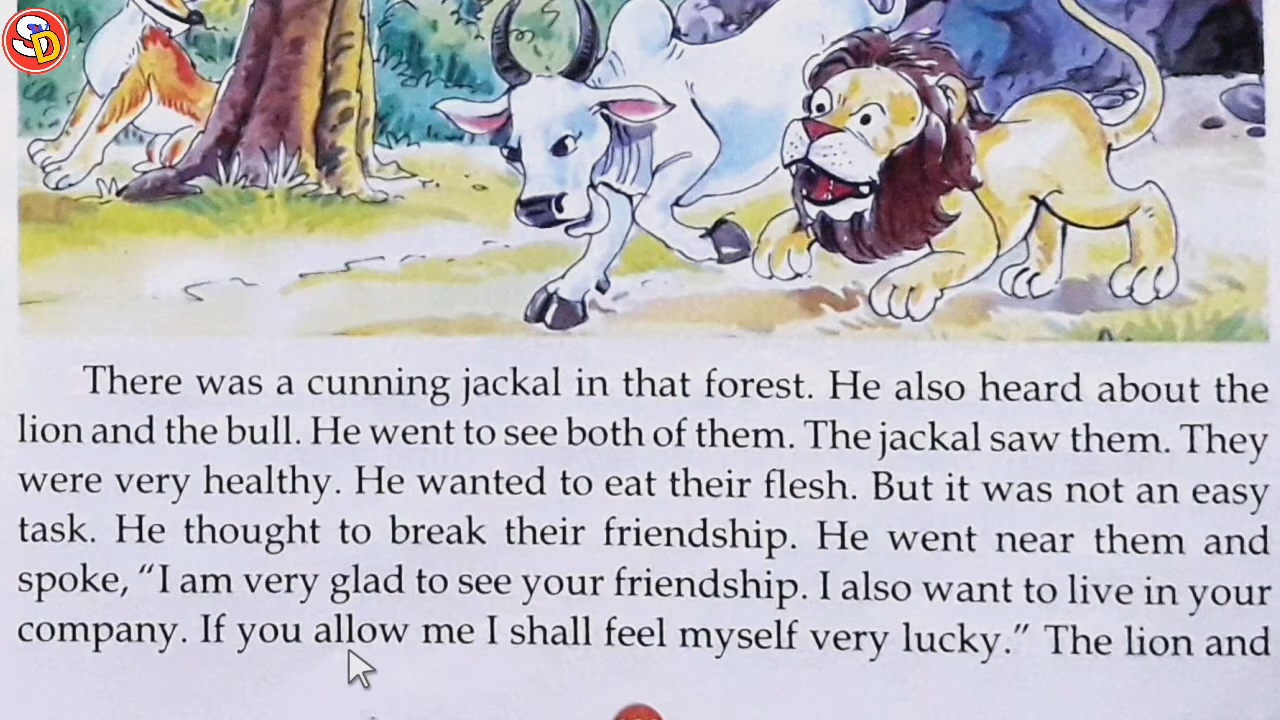 SD
There was a cunning jackal in that forest. He also heard about the
lion and the bull. He went to see both of them. The jackal saw them. They
were very healthy. He wanted to eat their flesh. But it was not an easy
task. He thought to break their friendship. He went near them and
spoke, “I am very glad to see your friendship. I also want to live in your
company. If you allow me I shall feel myself very lucky.” The lion and